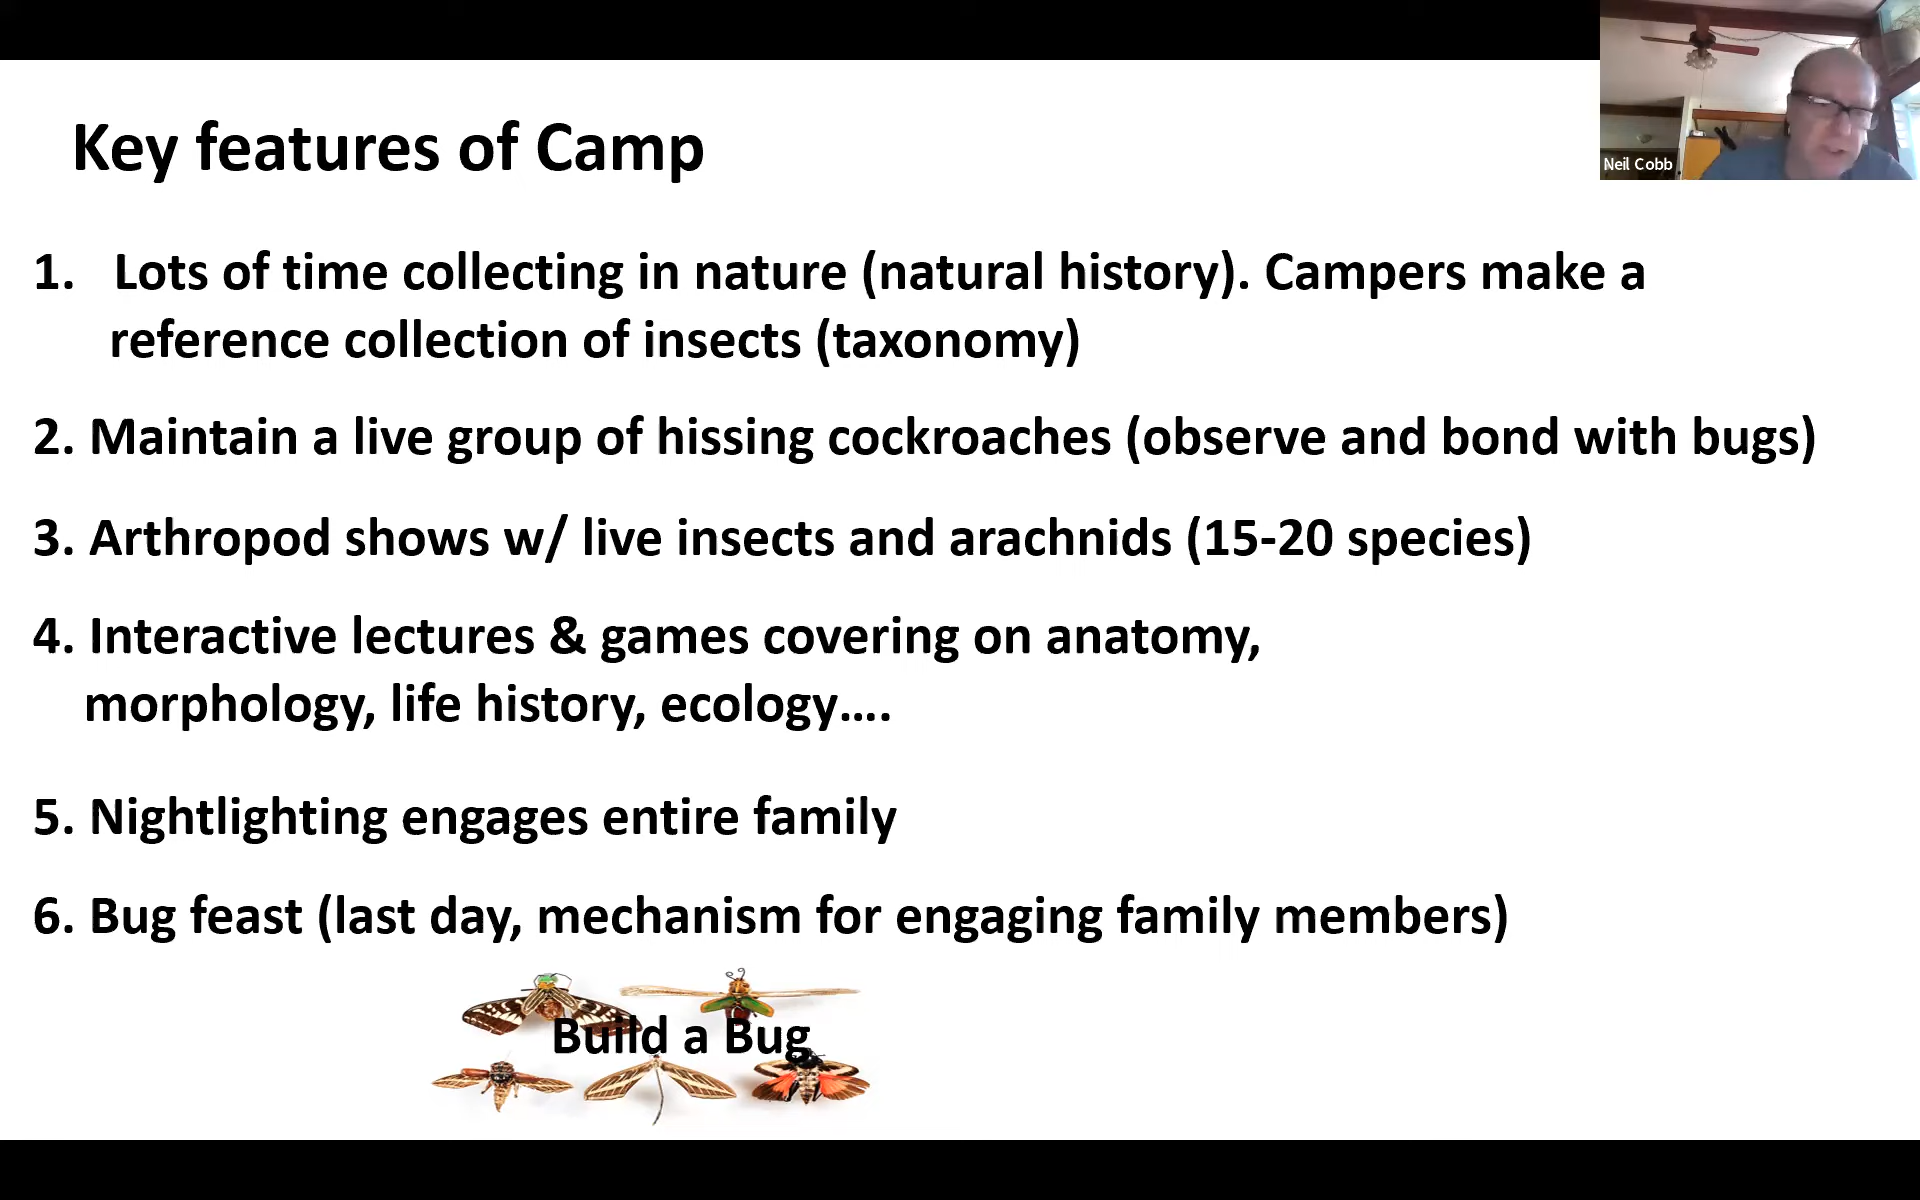 Neil Cobb
Key features of Camp
1. Lots of time collecting in nature (natural history). Campers make a
reference collection of insects (taxonomy)
2. Maintain a live group of hissing cockroaches (observe and bond with bugs)
3. Arthropod shows w/ live insects and arachnids (15-20 species)
4. Interactive lectures & games covering on anatomy,
morphology, life history, ecology....
5. Nightlighting engages entire family
6. Bug feast (last day, mechanism for engaging family members)
Build a Bug